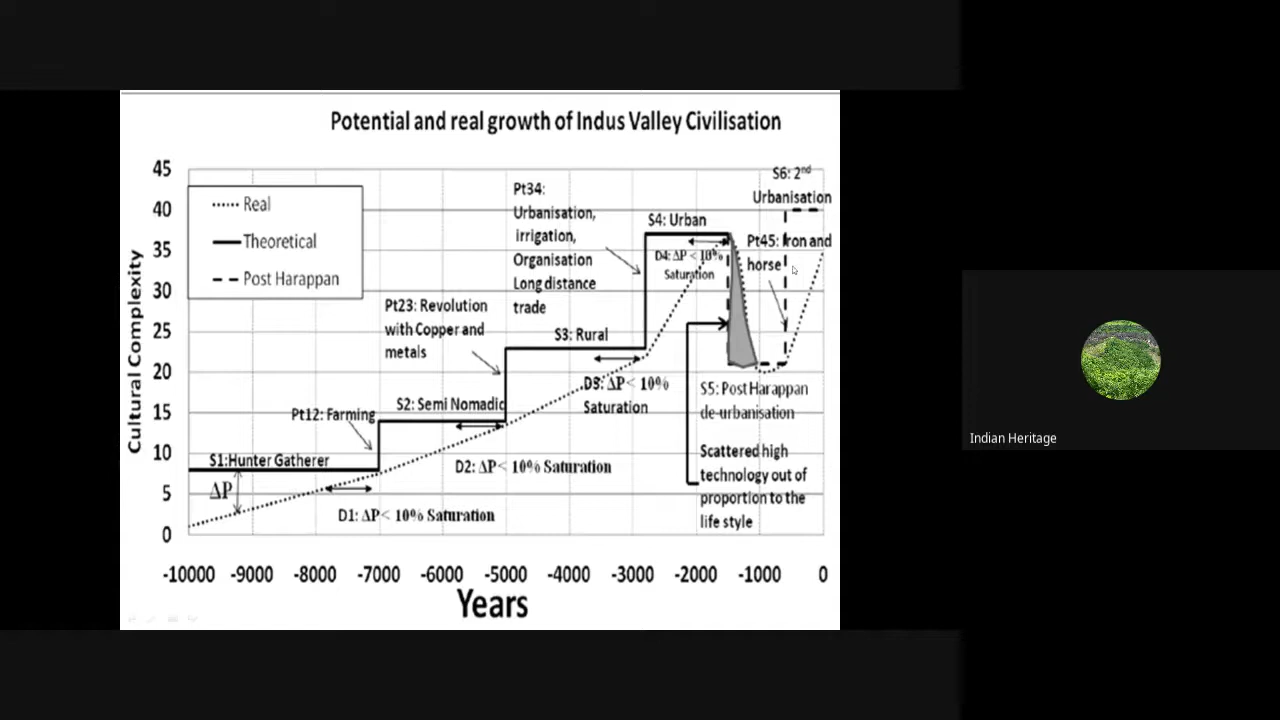 Potential and real growth of Indus Valley Civilisation
Cultural Complexity
45
40
35
30
25
20
15
10
5
0
Real
Theoretical
Post Harappan
S1:Hunter Gatherer
ΔP
Pt12: Farming
D1: ΔP< 10% Saturation
S2: Semi Nomadic
D2: ΔP< 10% Saturation
Pt23: Revolution
with Copper and
metals
S3: Rural
D3: ΔP< 10%
Saturation
Pt34:
Urbanisation,
irrigation,
Organisation
Long distance
trade
S4: Urban
D4: ΔP < 10%
Saturation
S6: 2nd
Urbanisation
Pt45: Iron and
horse
S5: Post Harappan
de-urbanisation
Scattered high
technology out of
proportion to the
life style
-10000 -9000 -8000 -7000 -6000 -5000 -4000 -3000 -2000 -1000 0
Years
Indian Heritage